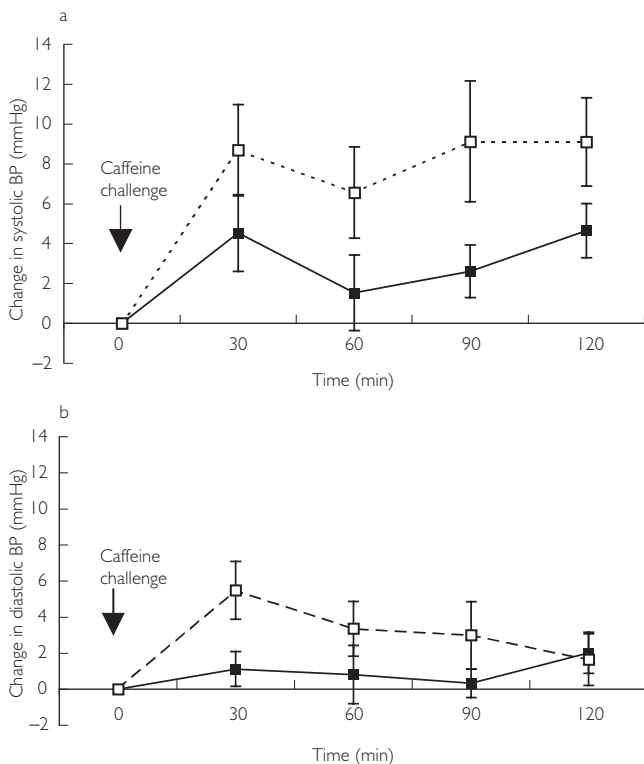 a
14
12
10
8
6
4
2
0
−2
Change in systolic BP (mmHg)
Caffeine
challenge
0 30 60 90 120
Time (min)
b
14
12
10
8
6
4
2
0
−2
Change in diastolic BP (mmHg)
Caffeine
challenge
0 30 60 90 120
Time (min)